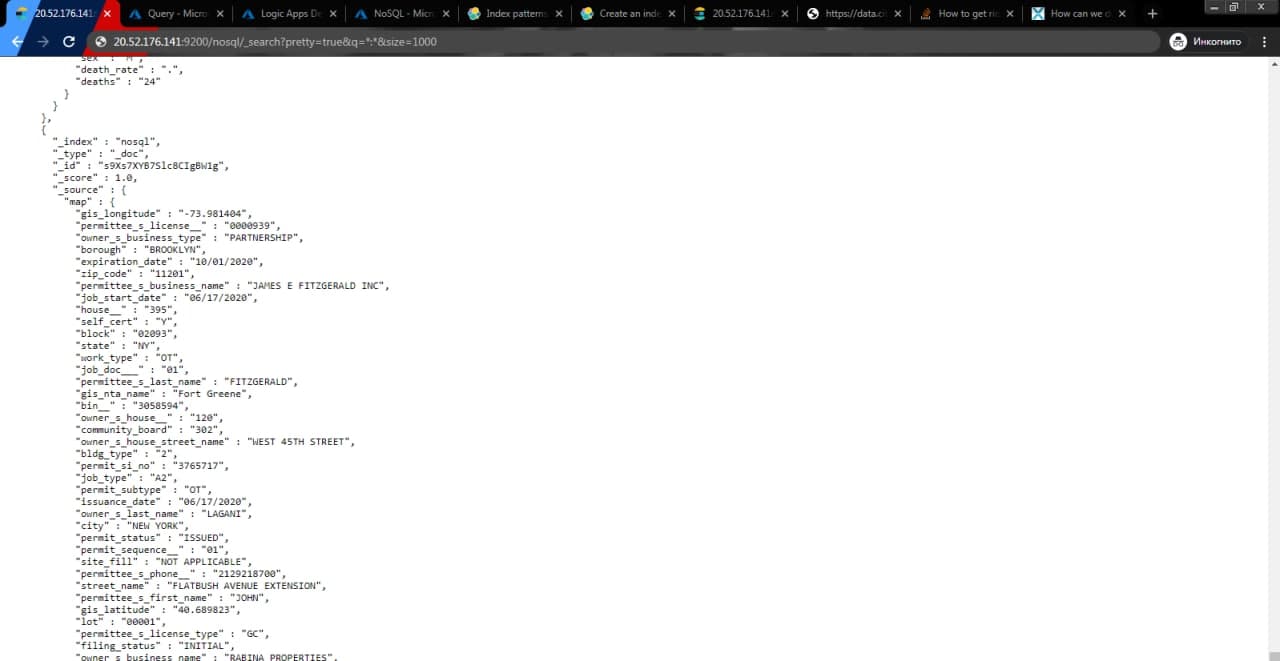 20.52.176.141:
Query - Micro
Logic Apps De
NoSQL - Micr
Index patterns
Create an inde
20.52.176.141:
https://data.ci
How to get ric
How can we d
20.52.176.141:9200/nosql/_search?pretty=true&q=*:*&size=1000
Инкогнито
"sex" : "M",
"death_rate" : ".",
"deaths" : "24"
}
}
},
{
"_index" : "nosql",
"_type" : "_doc",
"_id" : "s9Xs7XYB7Slc8CIgBW1g",
"_score" : 1.0,
"_source" : {
"map" : {
"gis_longitude" : "-73.981404",
"permittee_s_license__" : "0000939",
"owner_s_business_type" : "PARTNERSHIP",
"borough" : "BROOKLYN",
"expiration_date" : "10/01/2020",
"zip_code" : "11201",
"permittee_s_business_name" : "JAMES E FITZGERALD INC",
"job_start_date" : "06/17/2020",
"house__" : "395",
"self_cert" : "Y",
"block" : "02093",
"state" : "NY",
"work_type" : "OT",
"job_doc___" : "01",
"permittee_s_last_name" : "FITZGERALD",
"gis_nta_name" : "Fort Greene",
"bin__" : "3058594",
"owner_s_house__" : "120",
"community_board" : "302",
"owner_s_house_street_name" : "WEST 45TH STREET",
"bldg_type" : "2",
"permit_si_no" : "3765717",
"job_type" : "A2",
"permit_subtype" : "OT",
"issuance_date" : "06/17/2020",
"owner_s_last_name" : "LAGANI",
"city" : "NEW YORK",
"permit_status" : "ISSUED",
"permit_sequence__" : "01",
"site_fill" : "NOT APPLICABLE",
"permittee_s_phone__" : "2129218700",
"street_name" : "FLATBUSH AVENUE EXTENSION",
"permittee_s_first_name" : "JOHN",
"gis_latitude" : "40.689823",
"lot" : "00001",
"permittee_s_license_type" : "GC",
"filing_status" : "INITIAL",
"owner_s_business_name" : "RABINA PROPERTIES",